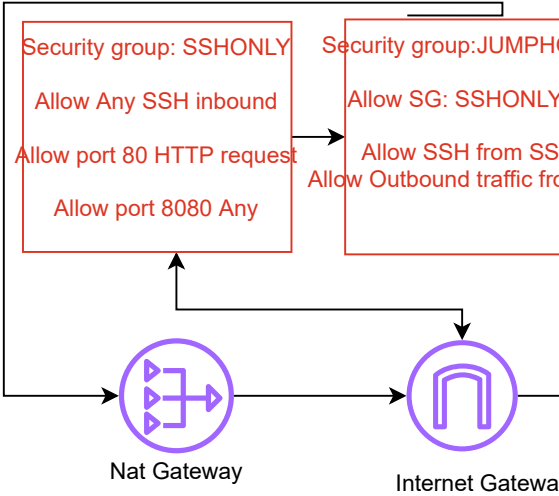 Security group: SSHONLY
Allow Any SSH inbound
Allow port 80 HTTP request
Allow port 8080 Any
Security group:JUMPHO
Allow SG: SSHONLY
Allow SSH from SS
Allow Outbound traffic fro
Nat Gateway
Internet Gatewa